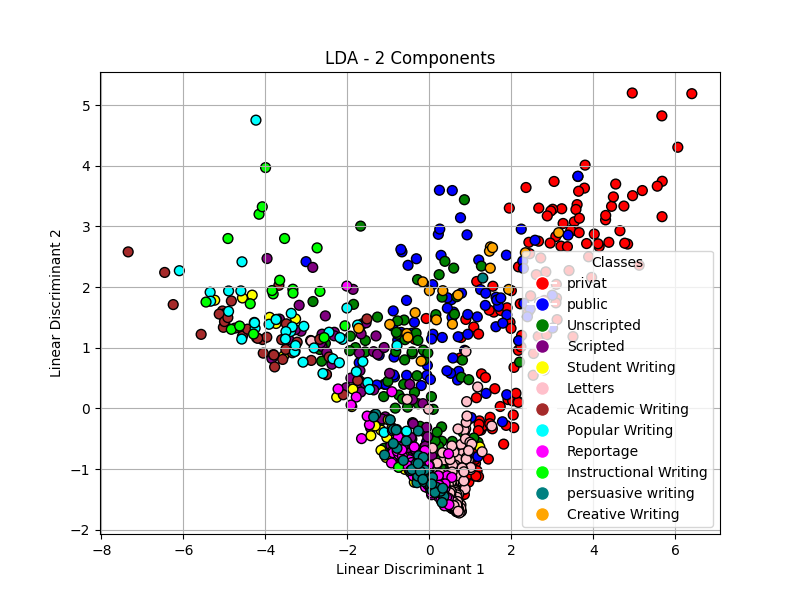 LDA - 2 Components
Linear Discriminant 2
5
4
3
2
1
0
−1
−2
Classes
privat
public
Unscripted
Scripted
Student Writing
Letters
Academic Writing
Popular Writing
Reportage
Instructional Writing
persuasive writing
Creative Writing
−8 −6 −4 −2 0 2 4 6
Linear Discriminant 1